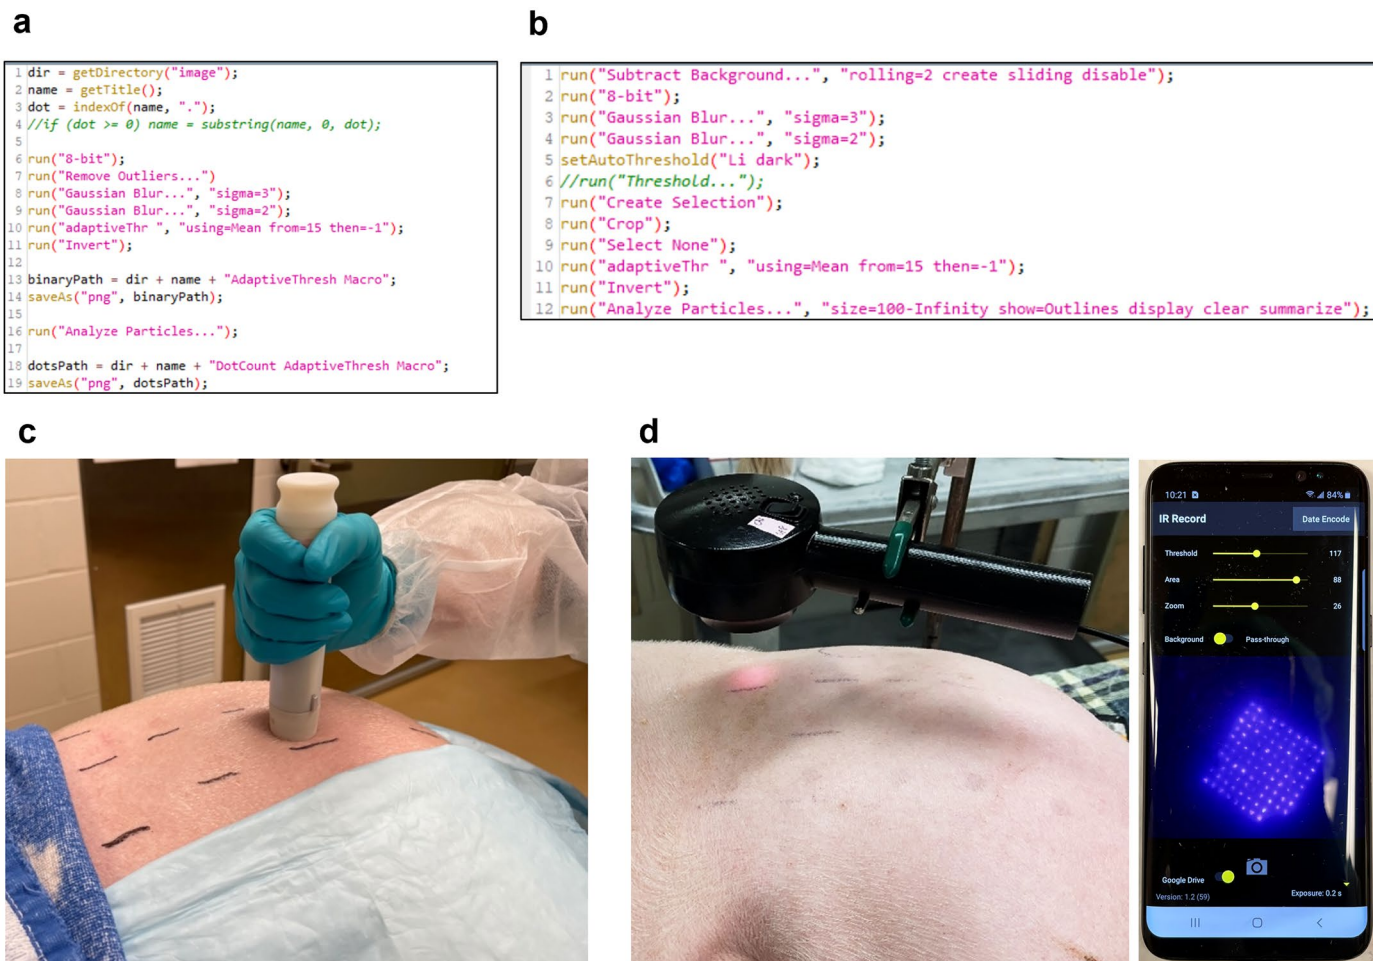 a
1 dir = getDirectory("image");
2 name = getTitle();
3 dot = indexOf(name, ".");
4 //if (dot >= 0) name = substring(name, 0, dot);
5
6 run("8-bit");
7 run("Remove Outliers...")
8 run("Gaussian Blur...", "sigma=3");
9 run("Gaussian Blur...", "sigma=2");
10 run("adaptiveThr ", "using=Mean from=15 then=-1");
11 run("Invert");
12
13 binaryPath = dir + name + "AdaptiveThresh Macro";
14 saveAs("png", binaryPath);
15
16 run("Analyze Particles...");
17
18 dotsPath = dir + name + "DotCount AdaptiveThresh Macro";
19 saveAs("png", dotsPath);
b
1 run("Subtract Background...", "rolling=2 create sliding disable");
2 run("8-bit");
3 run("Gaussian Blur...", "sigma=3");
4 run("Gaussian Blur...", "sigma=2");
5 setAutoThreshold("Li dark");
6 //run("Threshold...");
7 run("Create Selection");
8 run("Crop");
9 run("Select None");
10 run("adaptiveThr ", "using=Mean from=15 then=-1");
11 run("Invert");
12 run("Analyze Particles...", "size=100-Infinity show=Outlines display clear summarize");
c
d
10:21 84%
IR Record Date Encode
Threshold 117
Area 88
Zoom 26
Background Pass-through
Google Drive
Version: 1.2 (59) Exposure: 0.2 s